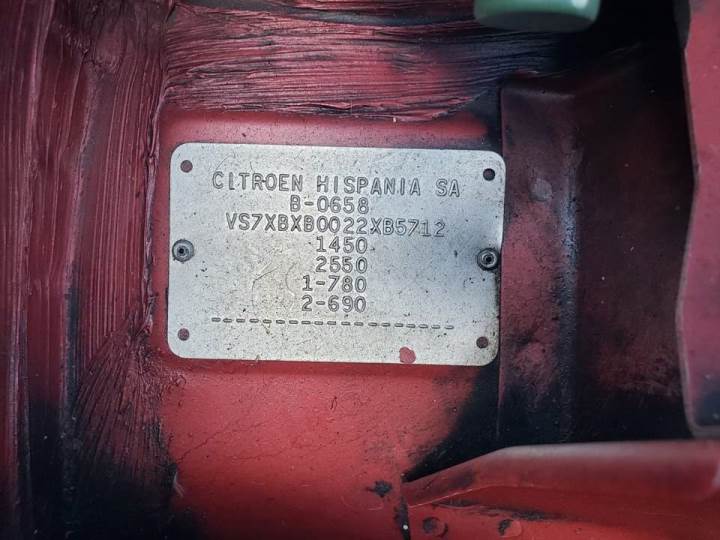 CITROEN HISPANIA SA
B-0658
VS7XBXB0022XB5712
1450
2550
1-780
2-690
-------------------------